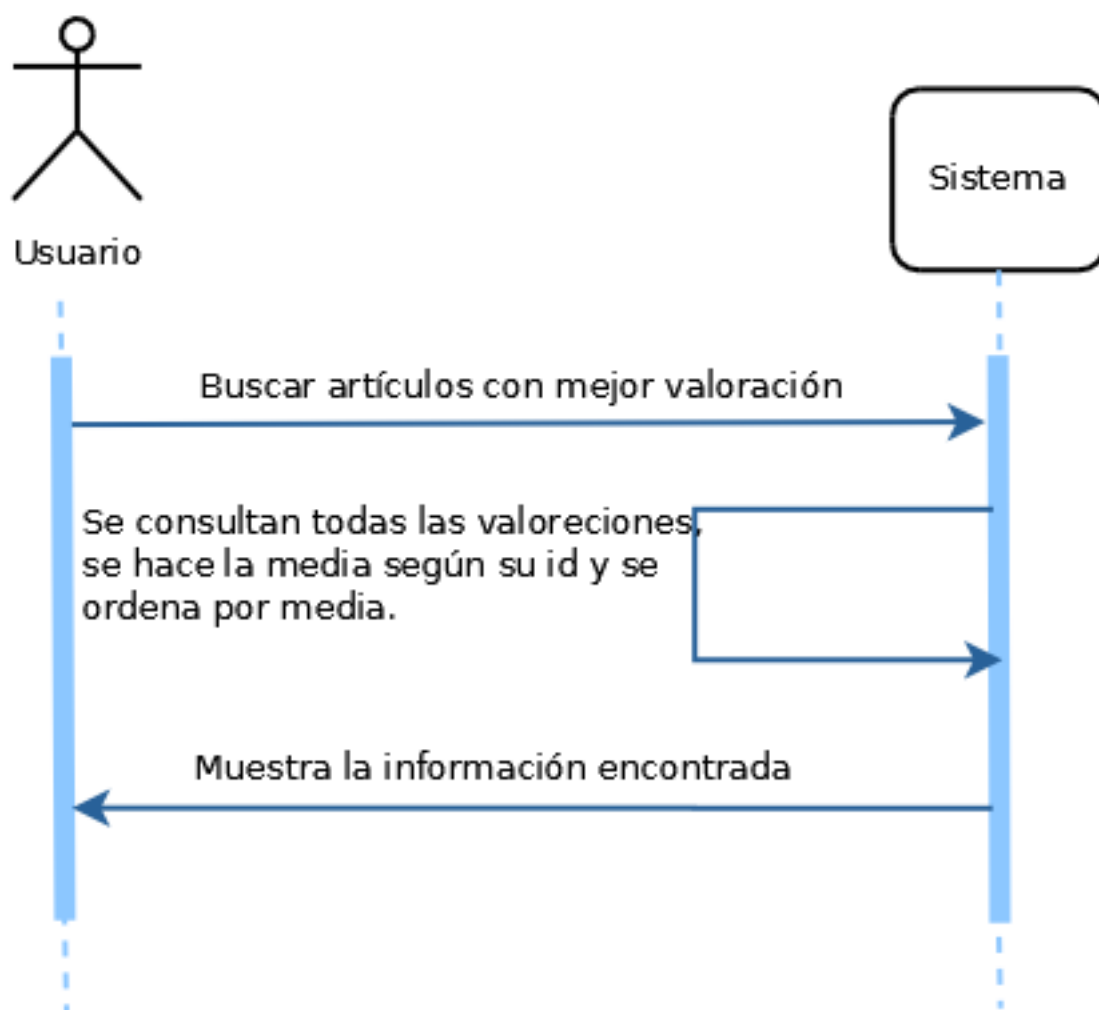 Usuario
Sistema
Buscar artículos con mejor valoración
Se consultan todas las valoreciones,
se hace la media según su id y se
ordena por media.
Muestra la información encontrada